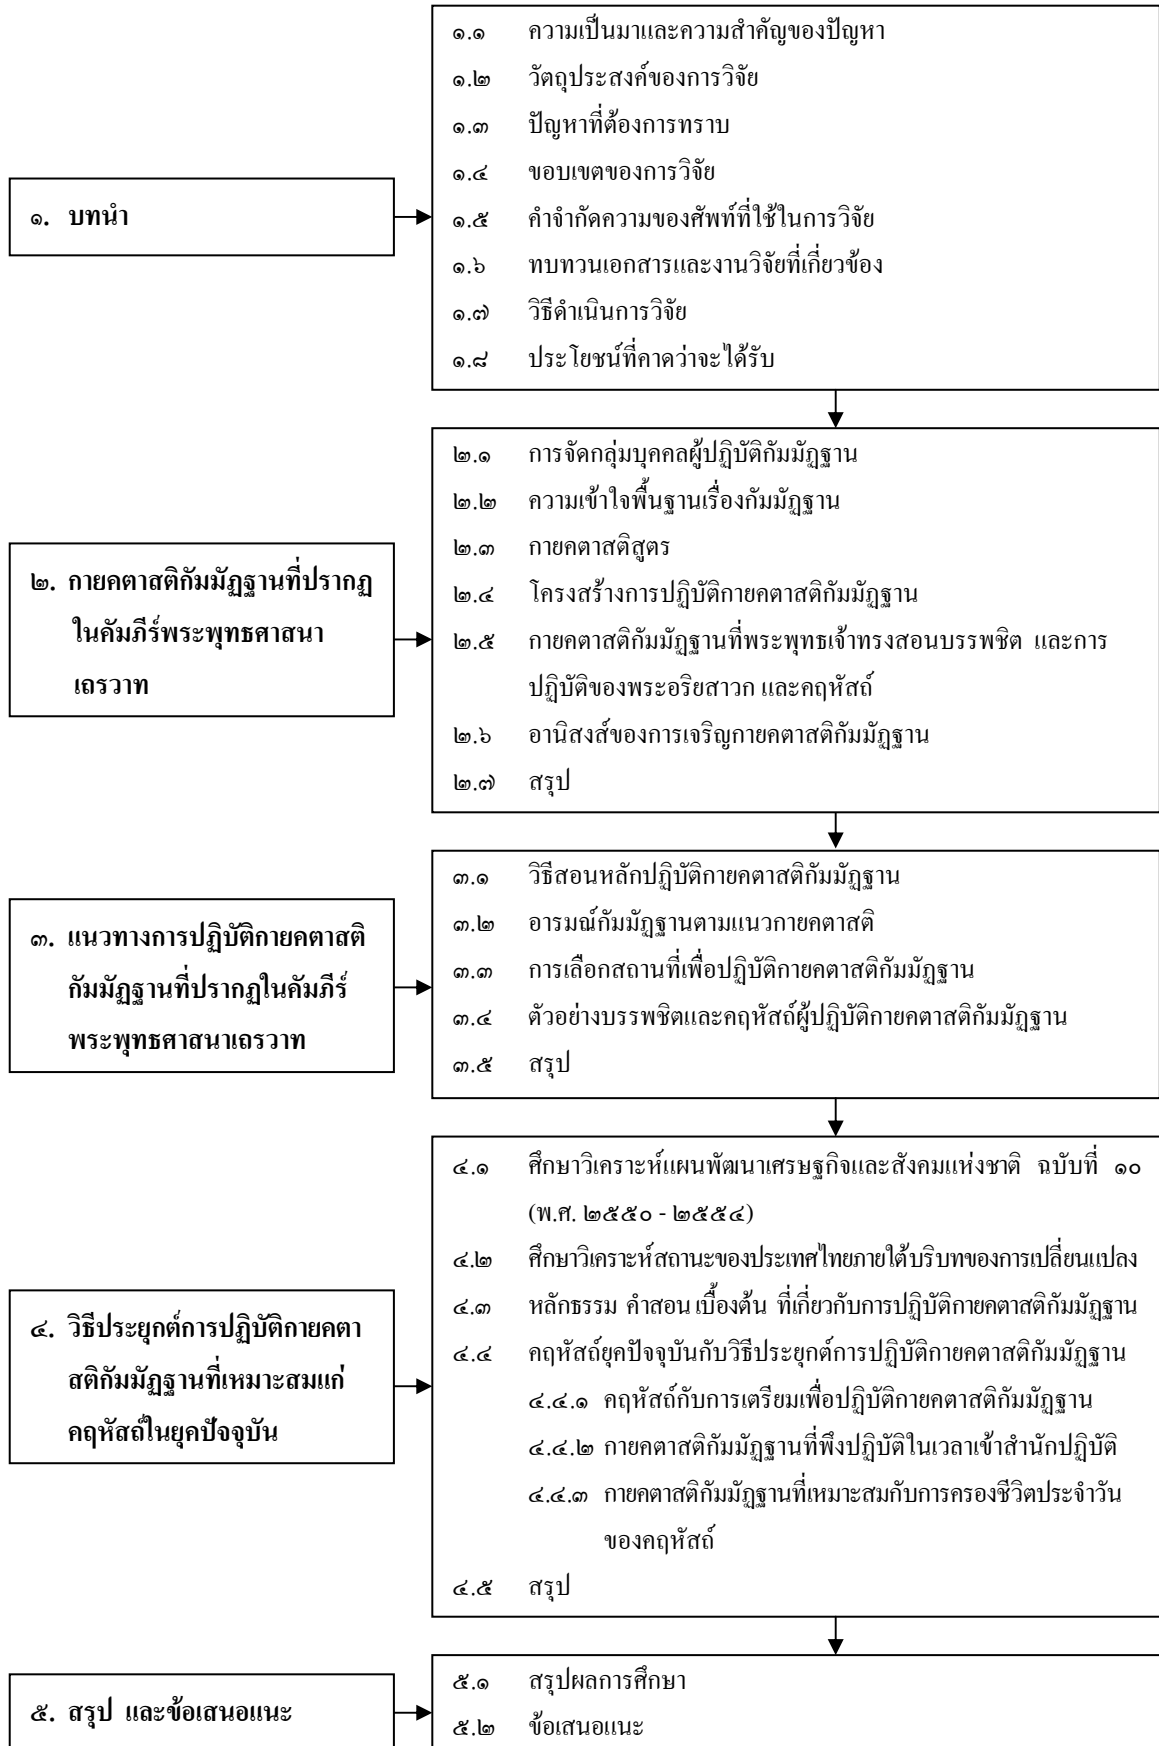 ๑.๑ ความเป็นมาและความสำคัญของปัญหา
๑.๒ วัตถุประสงค์ของการวิจัย
๑.๓ ปัญหาที่ต้องการทราบ
๑.๔ ขอบเขตของการวิจัย
๑. บทนำ
๑.๕ คำจำกัดความของศัพท์ที่ใช้ในการวิจัย
๑.๖ ทบทวนเอกสารและงานวิจัยที่เกี่ยวข้อง
๑.๗ วิธีดำเนินการวิจัย
๑.๘ ประโยชน์ที่คาดว่าจะได้รับ
๒. กายคตาสติกัมมัฏฐานที่ปรากฏ
ในคัมภีร์พระพุทธศาสนา
เถรวาท
๒.๑ การจัดกลุ่มบุคคลผู้ปฏิบัติกัมมัฏฐาน
๒.๒ ความเข้าใจพื้นฐานเรื่องกัมมัฏฐาน
๒.๓ กายคตาสติสูตร
๒.๔ โครงสร้างการปฏิบัติกายคตาสติกัมมัฏฐาน
๒.๕ กายคตาสติกัมมัฏฐานที่พระพุทธเจ้าทรงสอนบรรพชิต และการ
ปฏิบัติของพระอริยสาวก และคฤหัสถ์
๒.๖ อานิสงส์ของการเจริญกายคตาสติกัมมัฏฐาน
๒.๗ สรุป
๓. แนวทางการปฏิบัติกายคตาสติ
กัมมัฏฐานที่ปรากฏในคัมภีร์
พระพุทธศาสนาเถรวาท
๓.๑ วิธีสอนหลักปฏิบัติกายคตาสติกัมมัฏฐาน
๓.๒ อารมณ์กัมมัฏฐานตามแนวกายคตาสติ
๓.๓ การเลือกสถานที่เพื่อปฏิบัติกายคตาสติกัมมัฏฐาน
๓.๔ ตัวอย่างบรรพชิตและคฤหัสถ์ผู้ปฏิบัติกายคตาสติกัมมัฏฐาน
๓.๕ สรุป
๔. วิธีประยุกต์การปฏิบัติกายคตา
สติกัมมัฏฐานที่เหมาะสมแก่
คฤหัสถ์ในยุคปัจจุบัน
๔.๑ ศึกษาวิเคราะห์แผนพัฒนาเศรษฐกิจและสังคมแห่งชาติ ฉบับที่ ๑๐
(พ.ศ. ๒๕๕๐ - ๒๕๕๔)
๔.๒ ศึกษาวิเคราะห์สถานะของประเทศไทยภายใต้บริบทของการเปลี่ยนแปลง
๔.๓ หลักธรรม คำสอน เบื้องต้น ที่เกี่ยวกับการปฏิบัติกายคตาสติกัมมัฏฐาน
๔.๔ คฤหัสถ์ยุคปัจจุบันกับวิธีประยุกต์การปฏิบัติกายคตาสติกัมมัฏฐาน
๔.๔.๑ คฤหัสถ์กับการเตรียมเพื่อปฏิบัติกายคตาสติกัมมัฏฐาน
๔.๔.๒ กายคตาสติกัมมัฏฐานที่พึงปฏิบัติในเวลาเข้าสำนักปฏิบัติ
๔.๔.๓ กายคตาสติกัมมัฏฐานที่เหมาะสมกับการครองชีวิตประจำวัน
ของคฤหัสถ์
๔.๕ สรุป
๕. สรุป และข้อเสนอแนะ
๕.๑ สรุปผลการศึกษา
๕.๒ ข้อเสนอแนะ